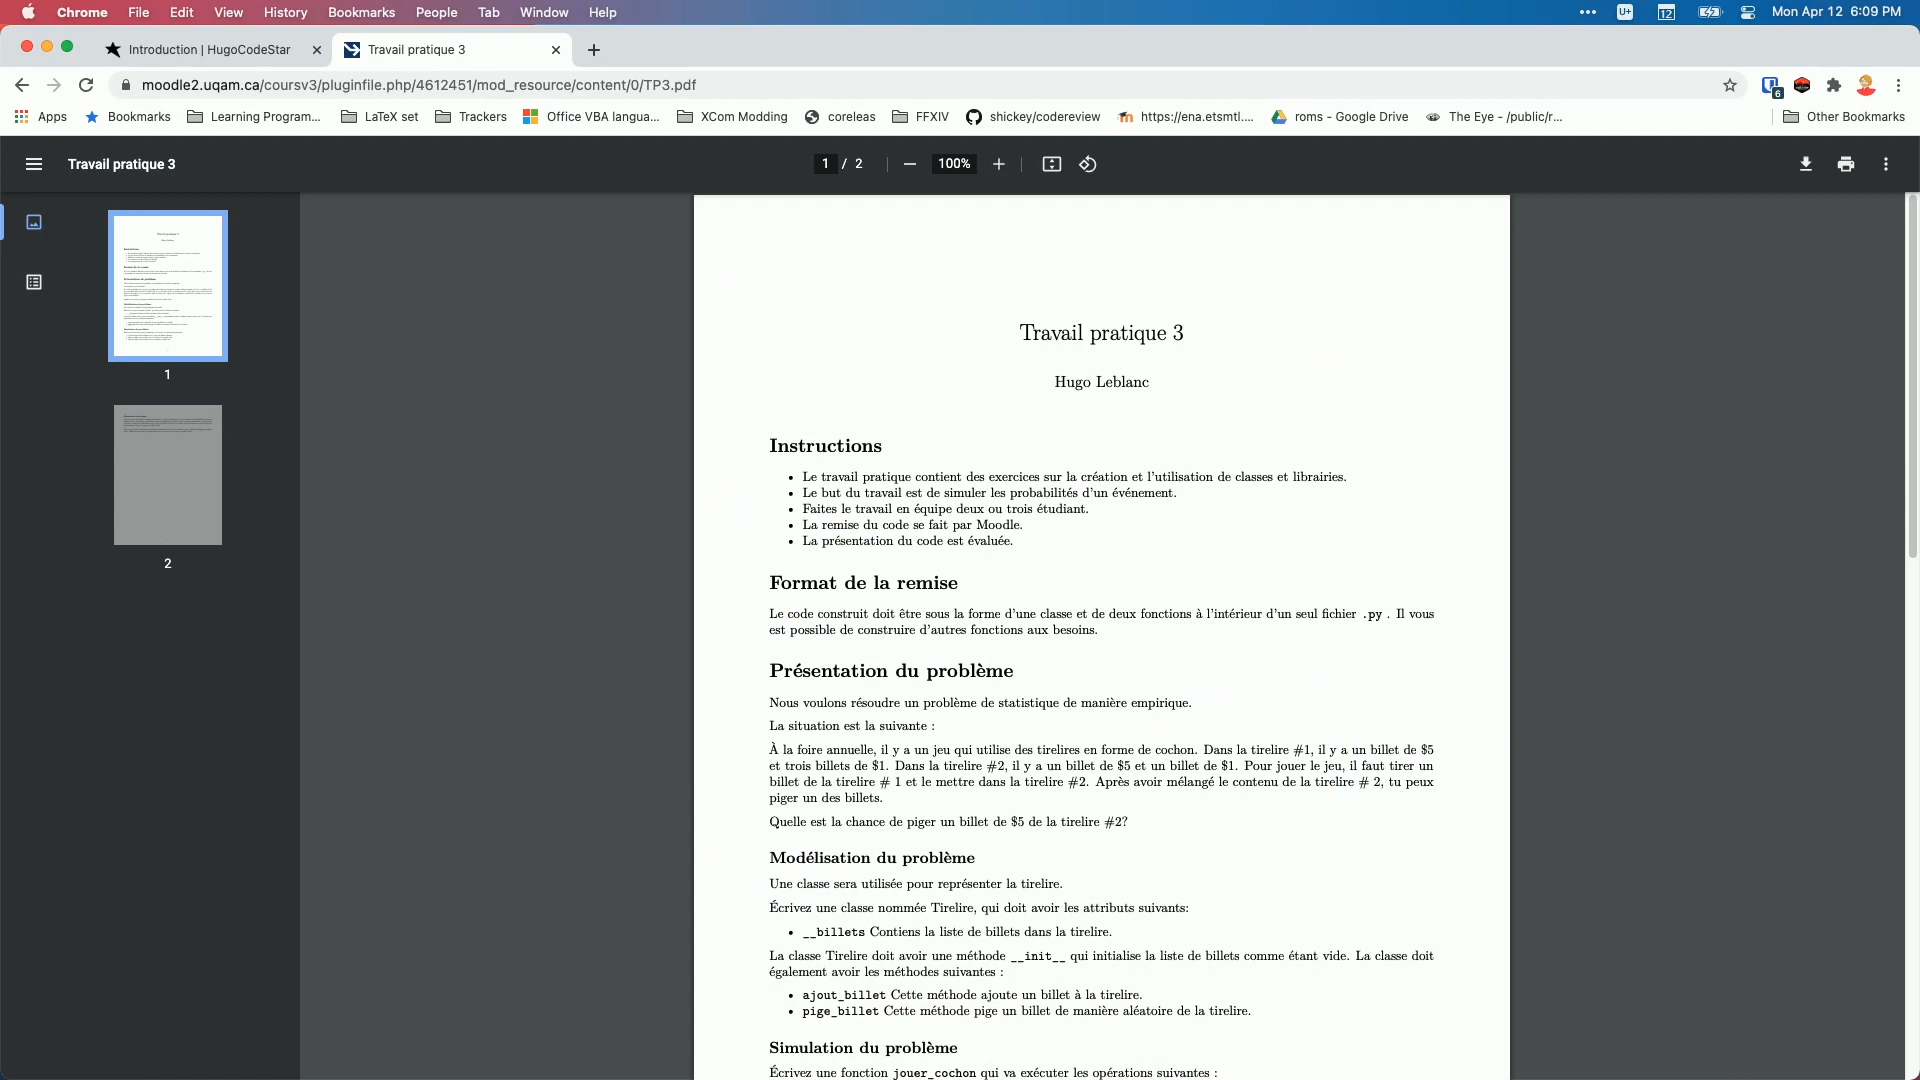 Chrome File Edit View History Bookmarks People Tab Window Help
U+ 12 Mon Apr 12 6:09 PM
Introduction | HugoCodeStar
Travail pratique 3
moodle2.uqam.ca/coursv3/pluginfile.php/4612451/mod_resource/content/0/TP3.pdf
6
Apps Bookmarks Learning Program... LaTeX set Trackers Office VBA langua... XCom Modding coreleas FFXIV shickey/codereview https://ena.etsmtl.... roms - Google Drive The Eye - /public/r... Other Bookmarks
Travail pratique 3
1 / 2
100%
1
2
Travail pratique 3
Hugo Leblanc
Instructions
• Le travail pratique contient des exercices sur la création et l'utilisation de classes et librairies.
• Le but du travail est de simuler les probabilités d'un événement.
• Faites le travail en équipe deux ou trois étudiant.
• La remise du code se fait par Moodle.
• La présentation du code est évaluée.
Format de la remise
Le code construit doit être sous la forme d'une classe et de deux fonctions à l'intérieur d'un seul fichier .py . Il vous
est possible de construire d'autres fonctions aux besoins.
Présentation du problème
Nous voulons résoudre un problème de statistique de manière empirique.
La situation est la suivante :
À la foire annuelle, il y a un jeu qui utilise des tirelires en forme de cochon. Dans la tirelire #1, il y a un billet de $5
et trois billets de $1. Dans la tirelire #2, il y a un billet de $5 et un billet de $1. Pour jouer le jeu, il faut tirer un
billet de la tirelire # 1 et le mettre dans la tirelire #2. Après avoir mélangé le contenu de la tirelire # 2, tu peux
piger un des billets.
Quelle est la chance de piger un billet de $5 de la tirelire #2?
Modélisation du problème
Une classe sera utilisée pour représenter la tirelire.
Écrivez une classe nommée Tirelire, qui doit avoir les attributs suivants:
• __billets Contiens la liste de billets dans la tirelire.
La classe Tirelire doit avoir une méthode __init__ qui initialise la liste de billets comme étant vide. La classe doit
également avoir les méthodes suivantes :
• ajout_billet Cette méthode ajoute un billet à la tirelire.
• pige_billet Cette méthode pige un billet de manière aléatoire de la tirelire.
Simulation du problème
Écrivez une fonction jouer_cochon qui va exécuter les opérations suivantes :